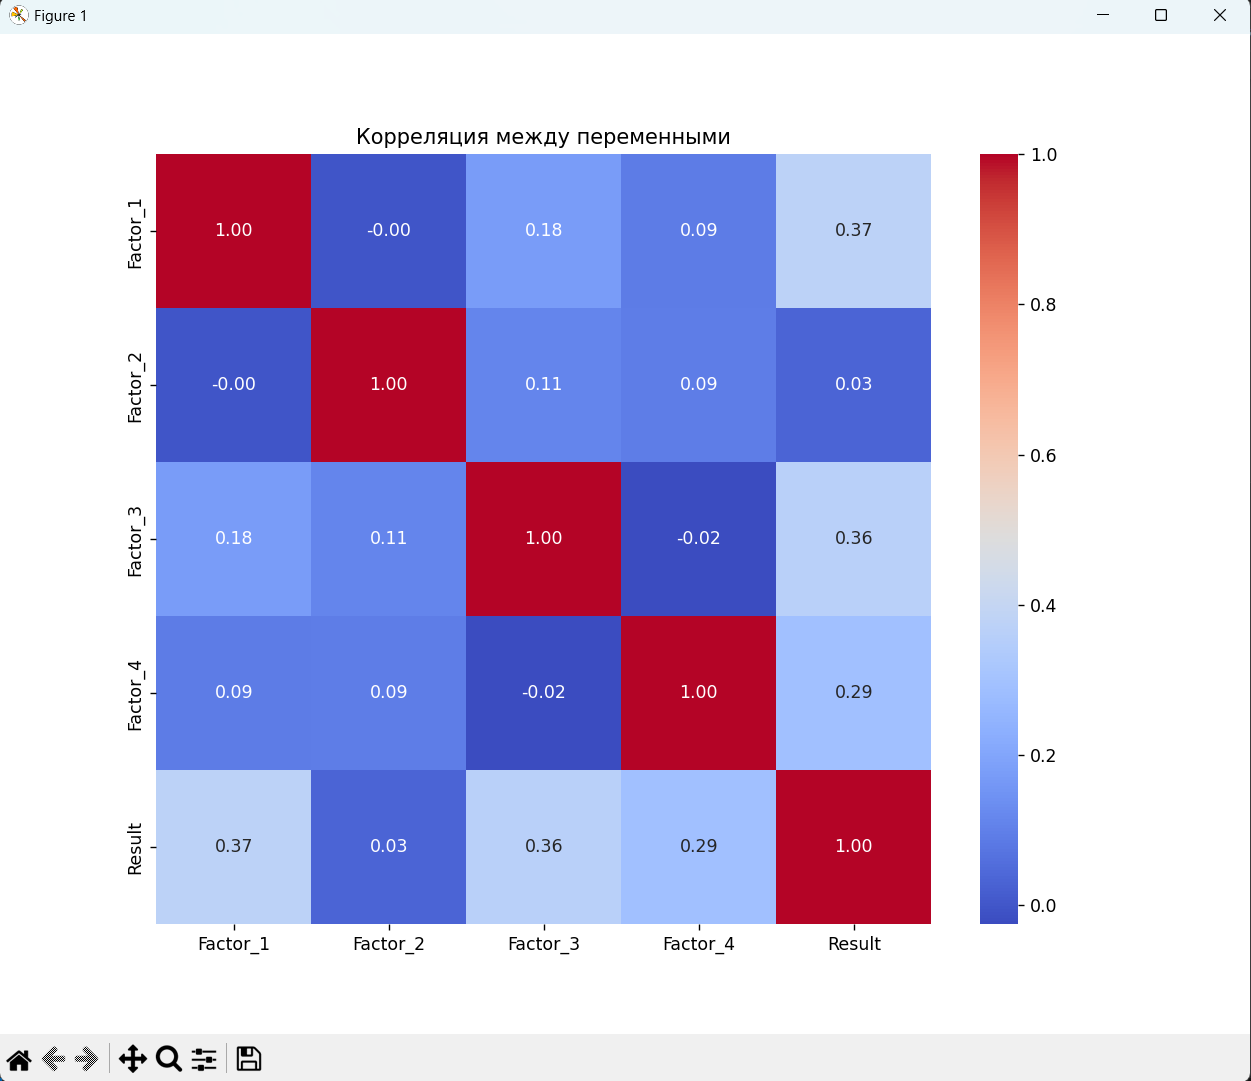 Figure 1
Корреляция между переменными
Factor_1
1.00 -0.00 0.18 0.09 0.37
Factor_2
-0.00 1.00 0.11 0.09 0.03
Factor_3
0.18 0.11 1.00 -0.02 0.36
Factor_4
0.09 0.09 -0.02 1.00 0.29
Result
0.37 0.03 0.36 0.29 1.00
Factor_1 Factor_2 Factor_3 Factor_4 Result
1.0
0.8
0.6
0.4
0.2
0.0